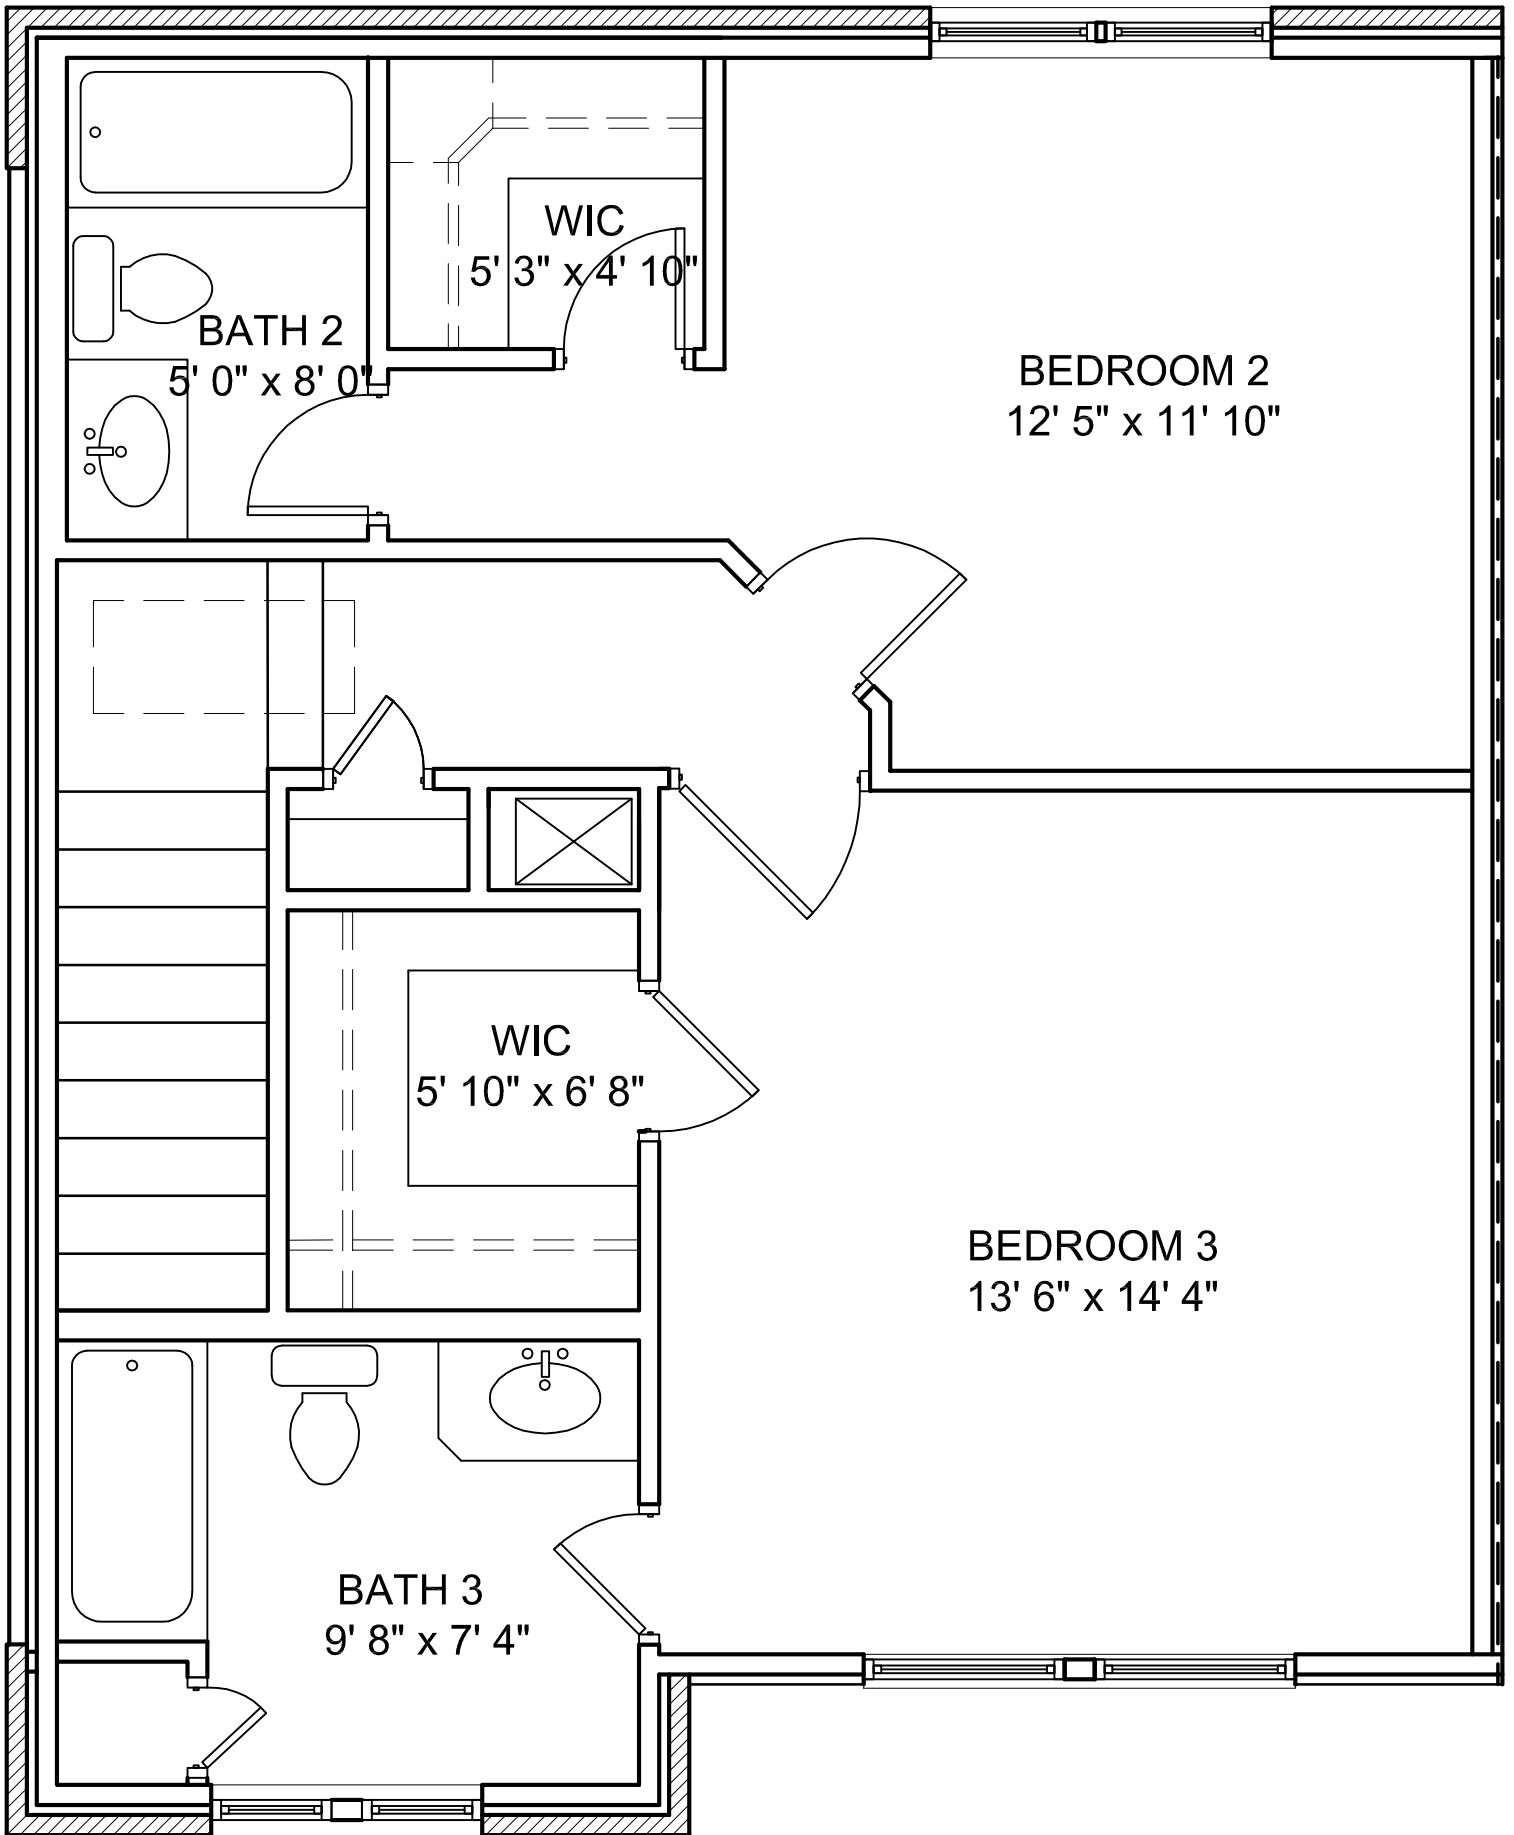 WIC
5' 3" x 4' 10"
BATH 2
5' 0" x 8' 0"
BEDROOM 2
12' 5" x 11' 10"
WIC
5' 10" x 6' 8"
BEDROOM 3
13' 6" x 14' 4"
BATH 3
9' 8" x 7' 4"